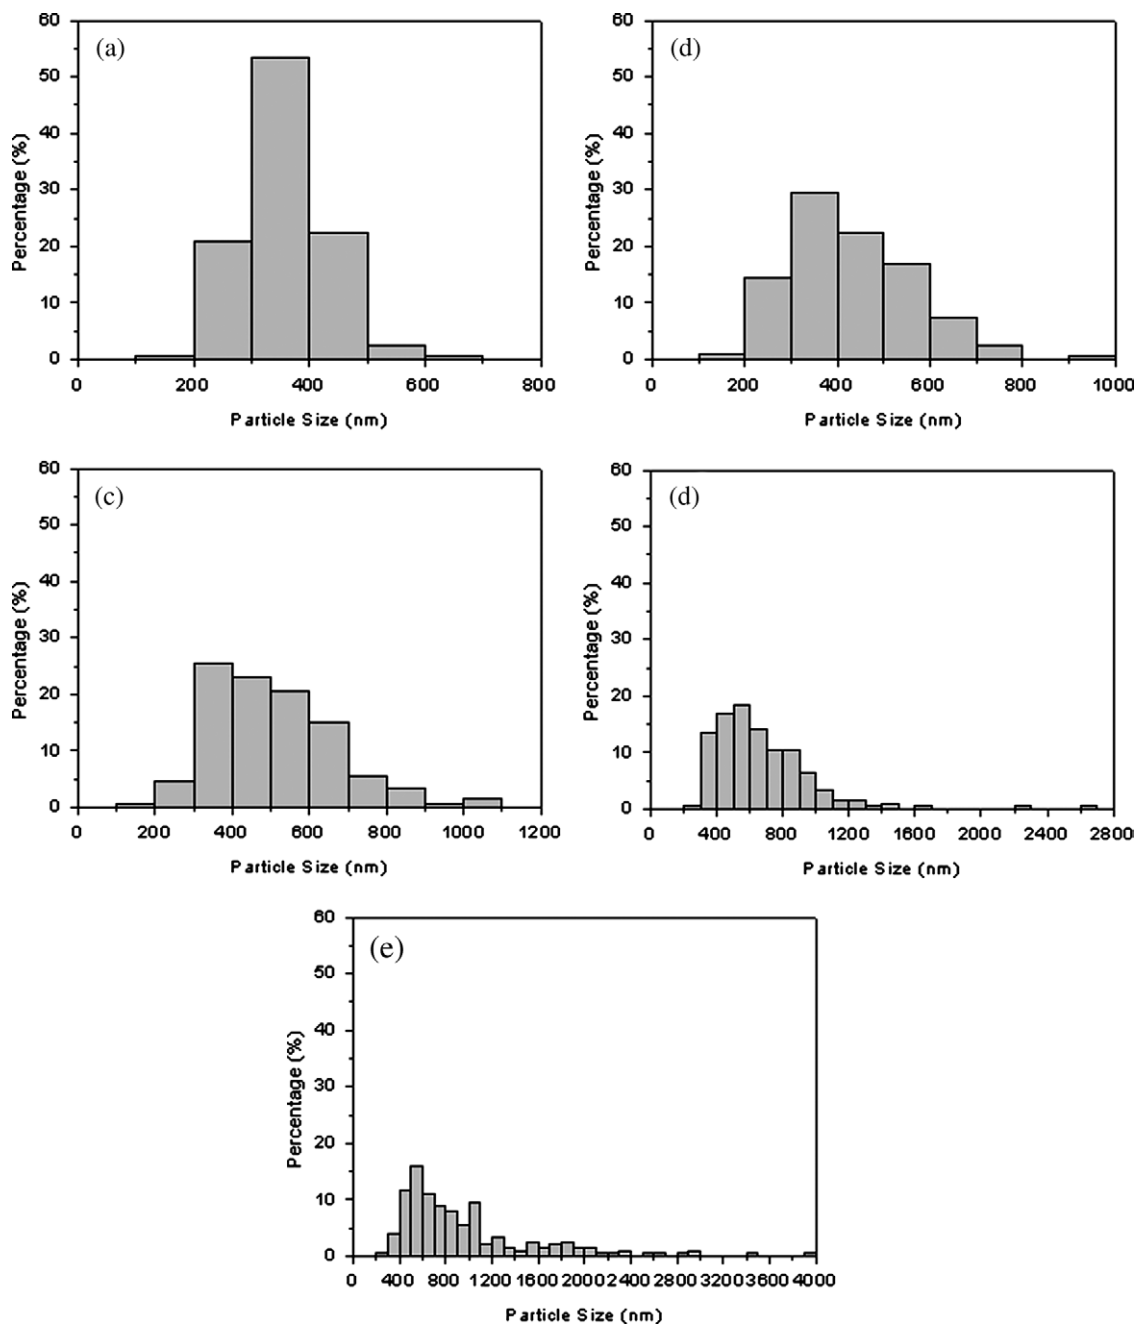 (a)
60
50
40
30
20
10
0
Percentage (%)
0 200 400 600 800
Particle Size (nm)
(d)
60
50
40
30
20
10
0
Percentage (%)
0 200 400 600 800 1000
Particle Size (nm)
(c)
60
50
40
30
20
10
0
Percentage (%)
0 200 400 600 800 1000 1200
Particle Size (nm)
(d)
60
50
40
30
20
10
0
Percentage (%)
0 400 800 1200 1600 2000 2400 2800
Particle Size (nm)
(e)
60
50
40
30
20
10
0
Percentage (%)
0 400 800 1200 1600 2000 2400 2800 3200 3600 4000
Particle Size (nm)